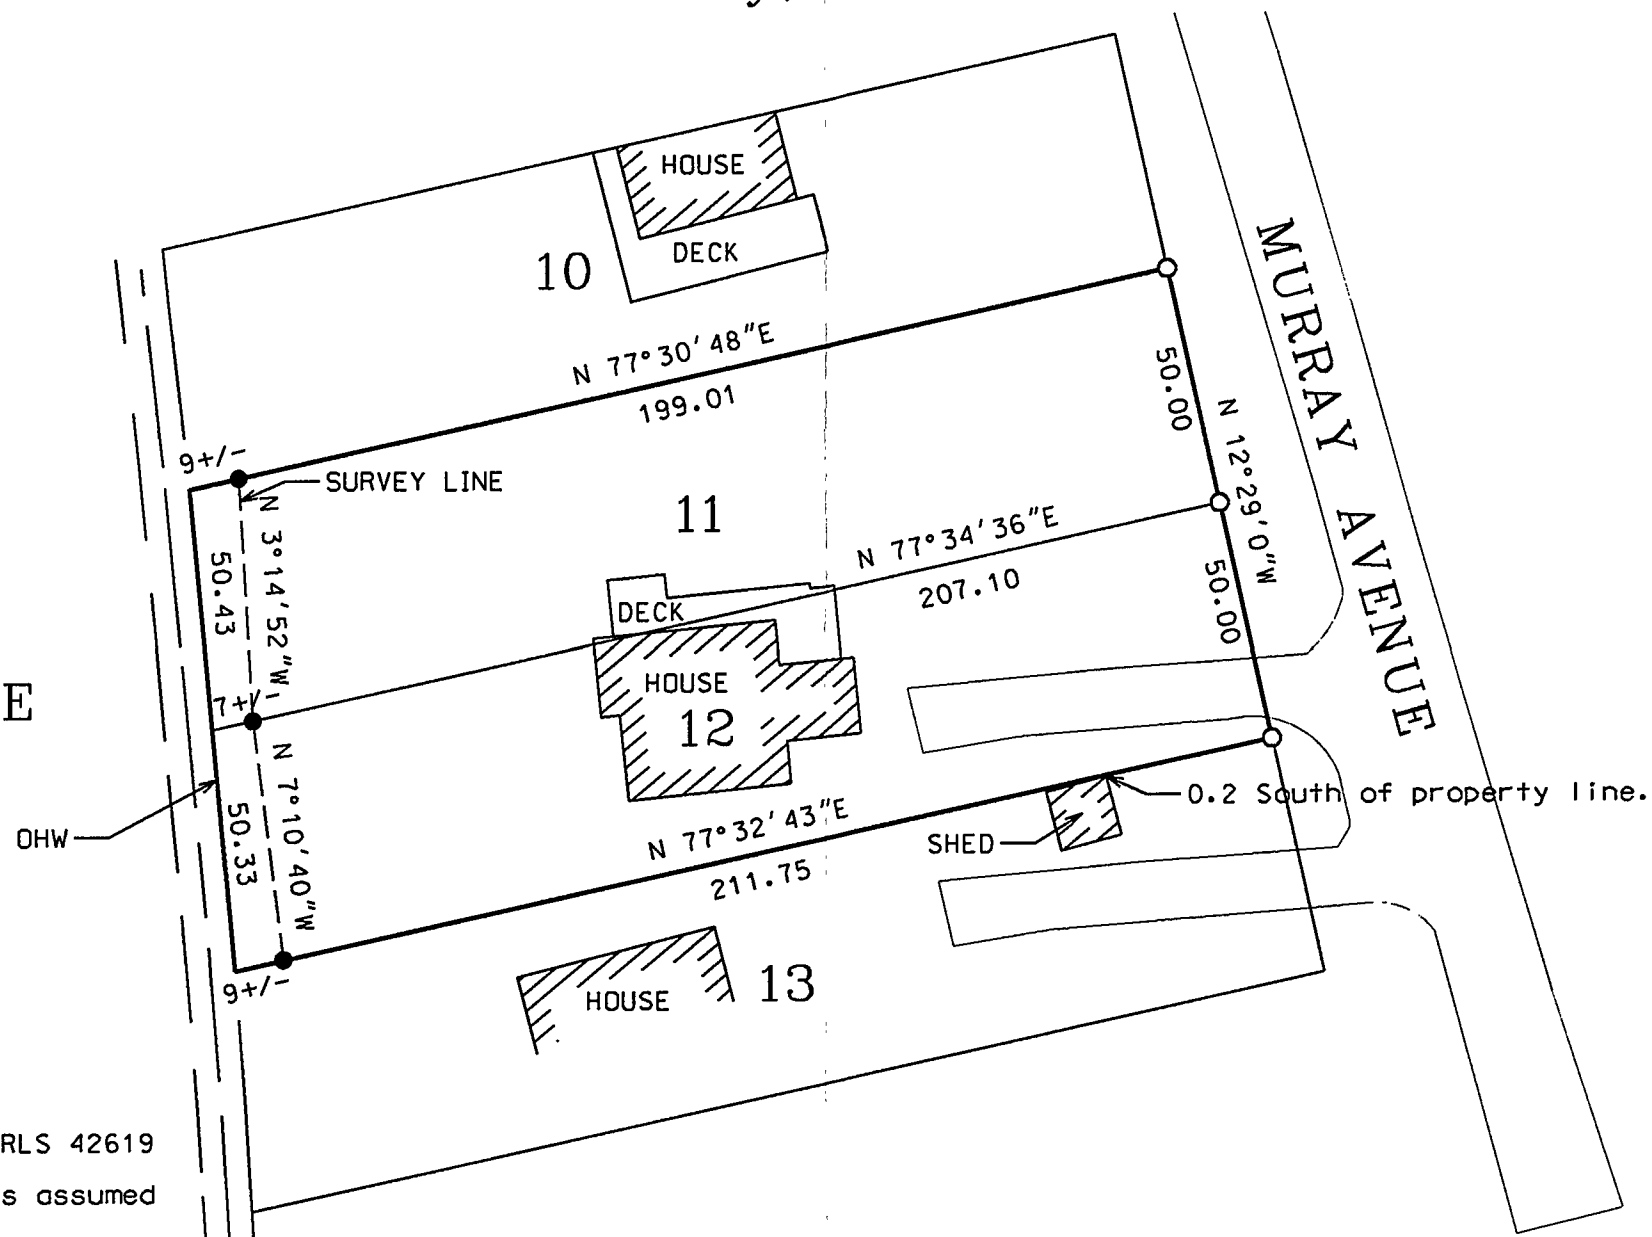 HOUSE
DECK
10
MURRAY AVENUE
N 77°30'48"E
199.01
50.00
N 12°29'0"W
9+/-
SURVEY LINE
11
N 3°14'52"W
50.43
N 77°34'36"E
207.10
50.00
DECK
HOUSE
12
E
7+/-
N 7°10'40"W
50.33
OHW
0.2 South of property line.
SHED
N 77°32'43"E
211.75
9+/-
HOUSE
13
RLS 42619
s assumed